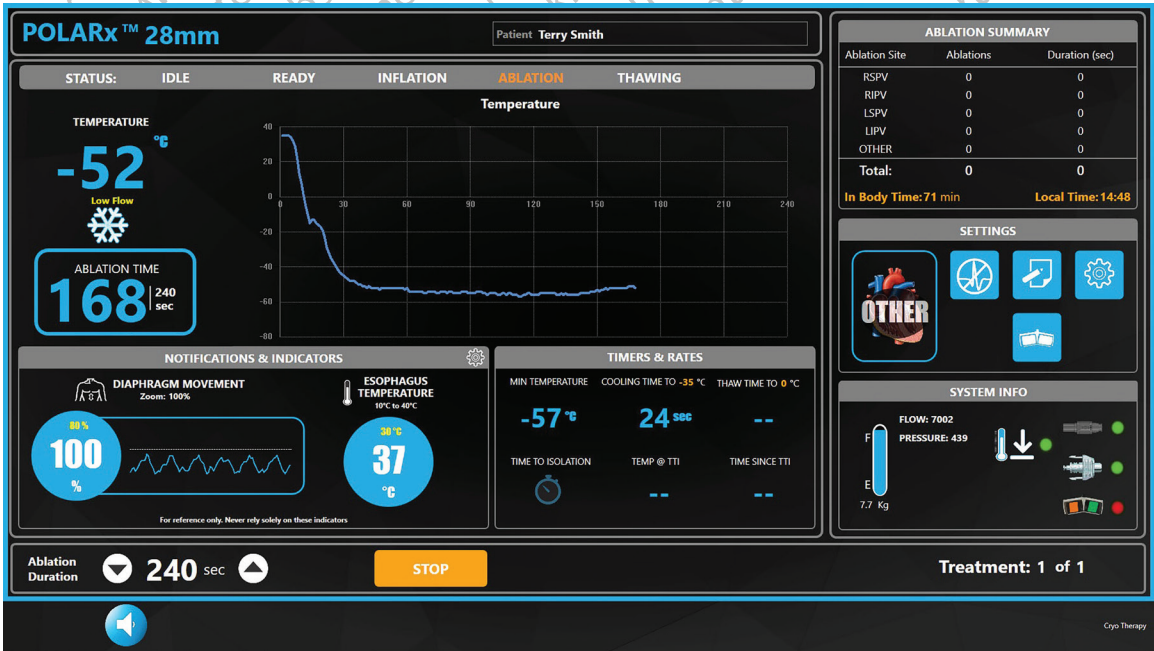 POLARx™ 28mm
Patient Terry Smith
STATUS: IDLE READY INFLATION ABLATION THAWING
Temperature
TEMPERATURE
-52 °C
Low Flow
ABLATION TIME
168 240 sec
40
20
0
-20
-40
-60
-80
0 30 60 90 120 150 180 210 240
NOTIFICATIONS & INDICATORS
DIAPHRAGM MOVEMENT
Zoom: 100%
80 %
100
%
ESOPHAGUS
TEMPERATURE
10°C to 40°C
30 °C
37
°C
For reference only. Never rely solely on these indicators
TIMERS & RATES
MIN TEMPERATURE COOLING TIME TO -35 °C THAW TIME TO 0 °C
-57 °C 24 sec --
TIME TO ISOLATION TEMP @ TTI TIME SINCE TTI
-- --
ABLATION SUMMARY
Ablation Site Ablations Duration (sec)
RSPV 0 0
RIPV 0 0
LSPV 0 0
LIPV 0 0
OTHER 0 0
Total: 0 0
In Body Time: 71 min Local Time: 14:48
SETTINGS
OTHER
SYSTEM INFO
FLOW: 7002
PRESSURE: 439
F
E
7.7 Kg
Ablation
Duration
240 sec
STOP
Treatment: 1 of 1
Cryo Therapy